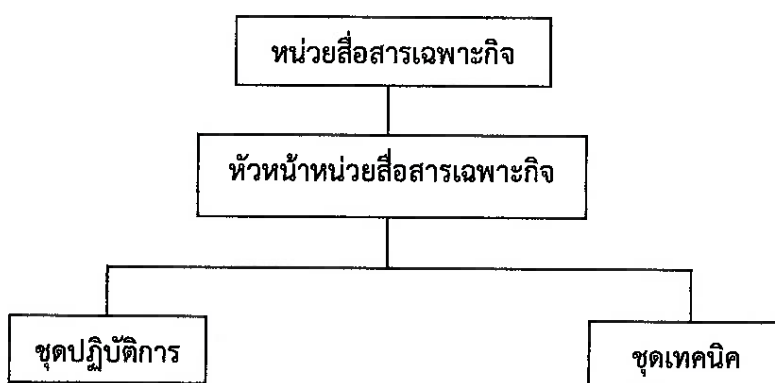 หน่วยสื่อสารเฉพาะกิจ
หัวหน้าหน่วยสื่อสารเฉพาะกิจ
ชุดปฏิบัติการ
ชุดเทคนิค